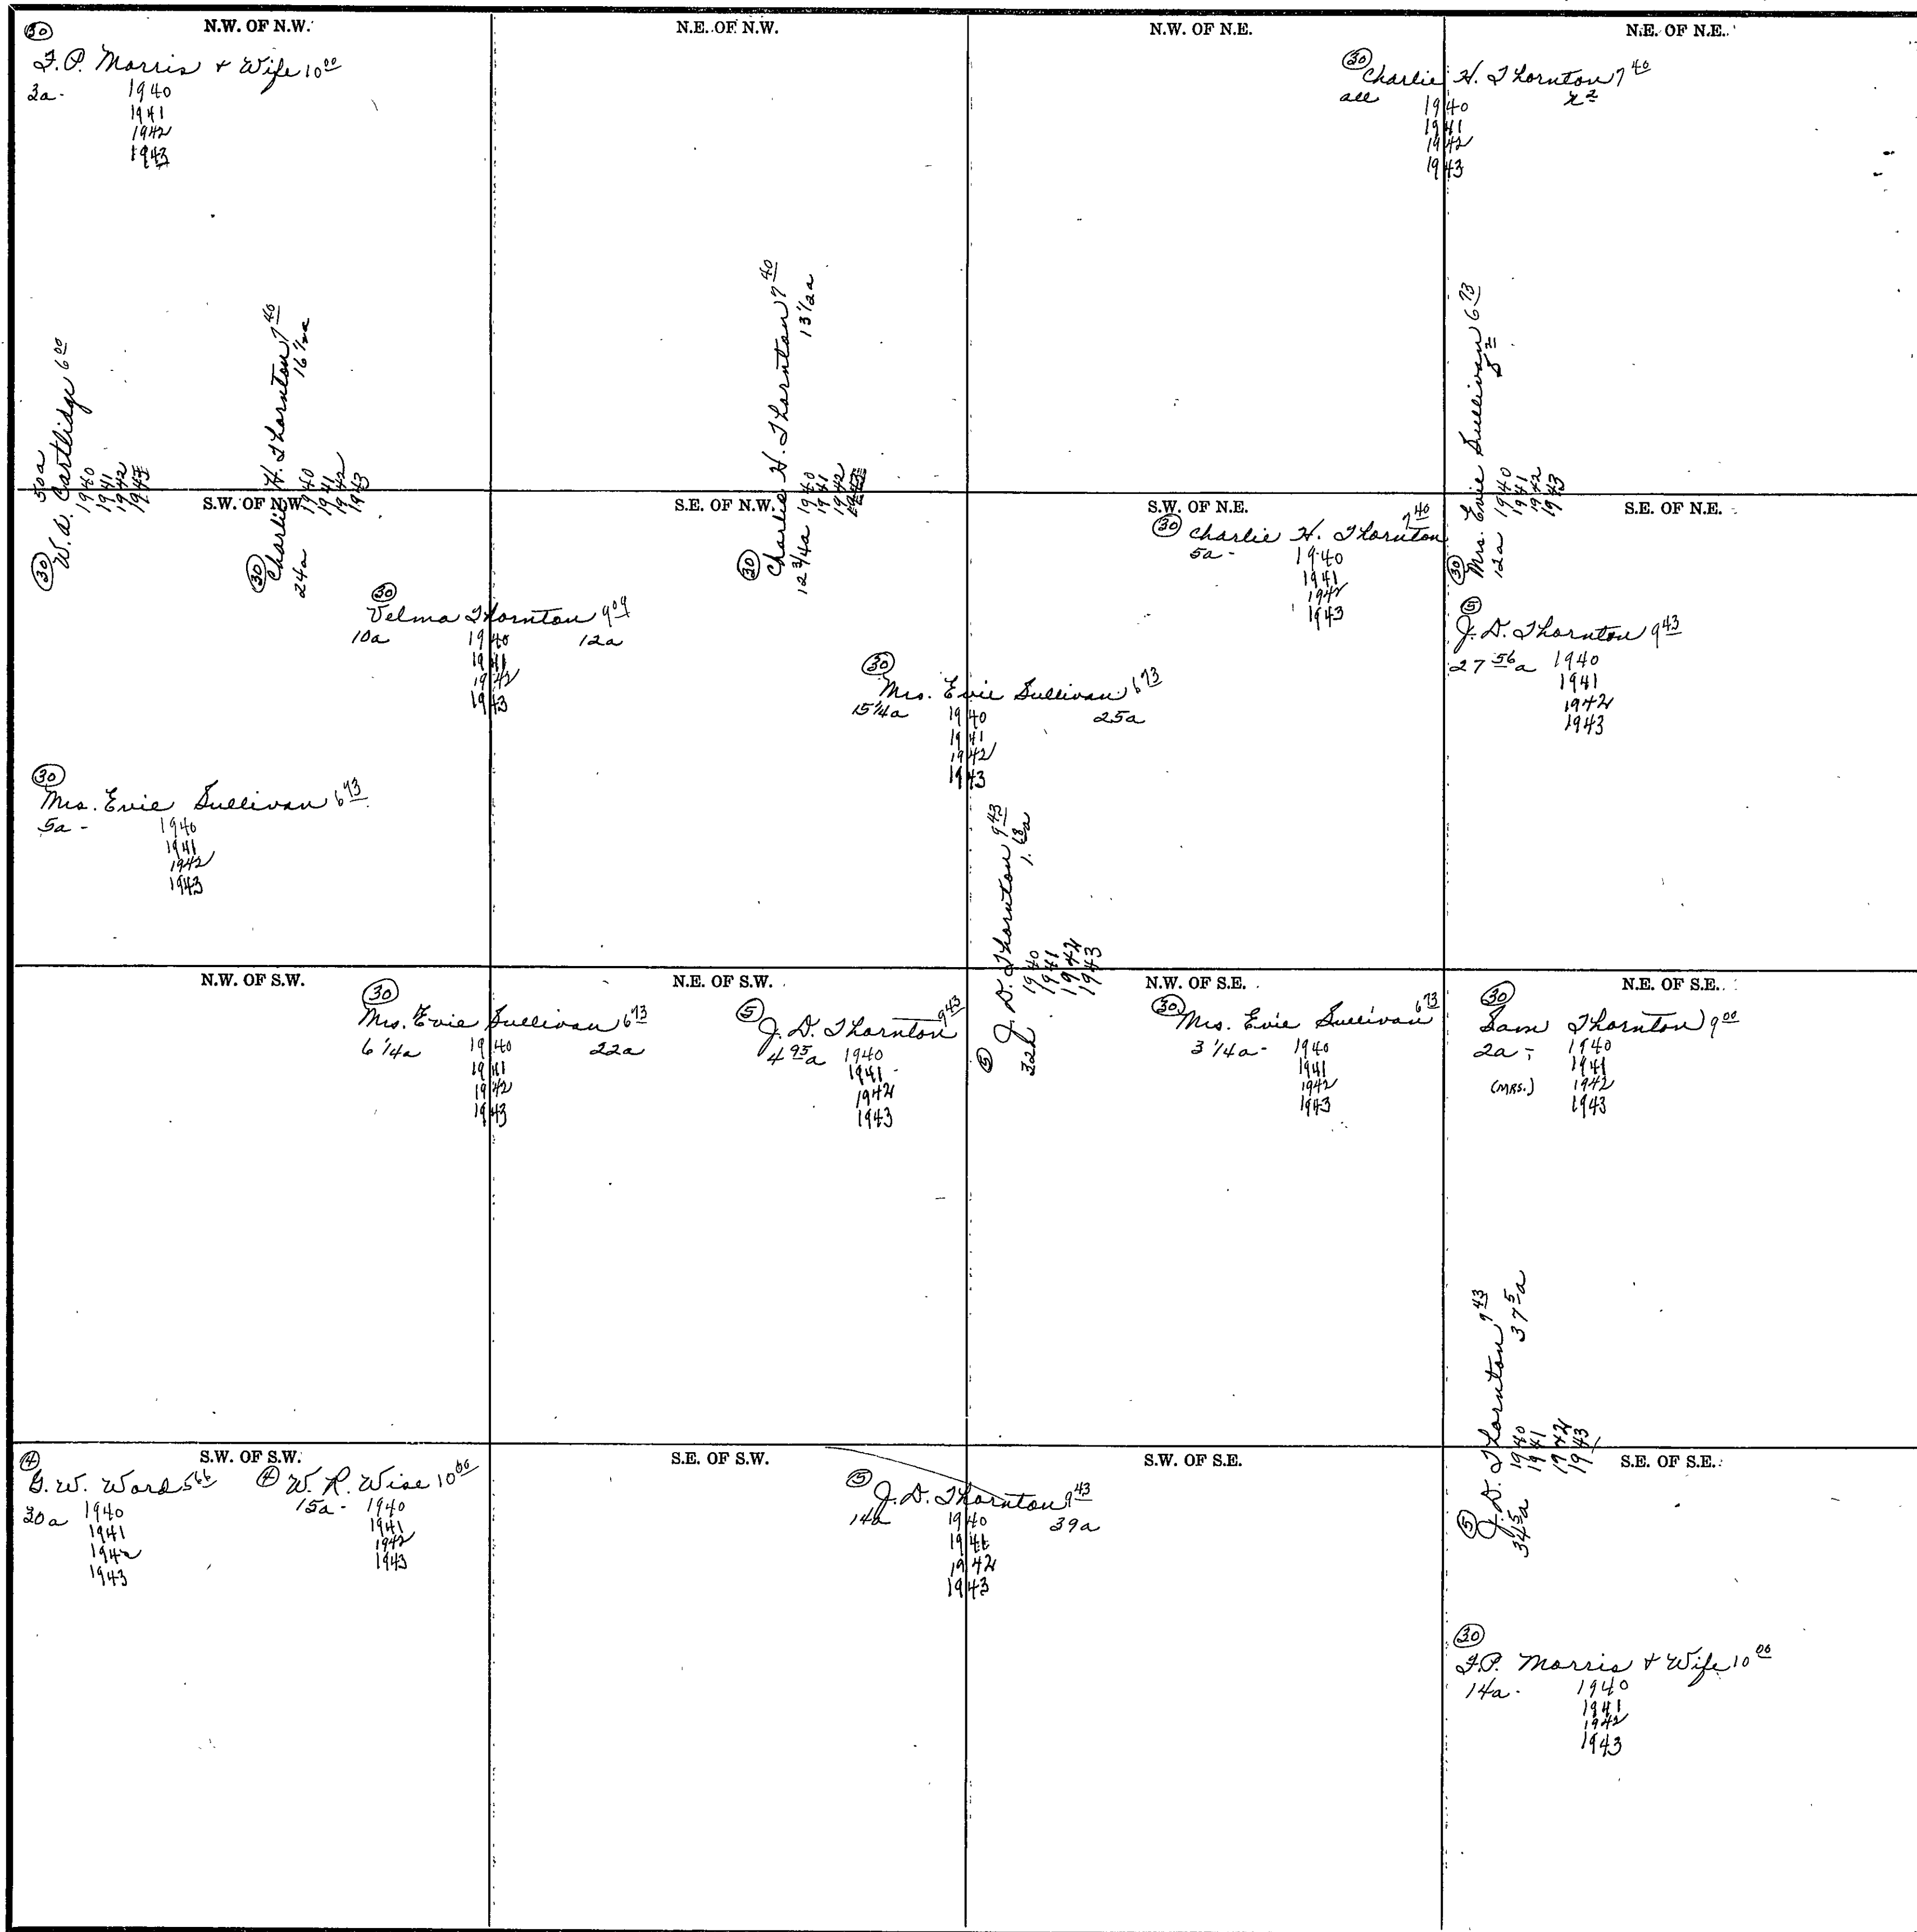 N.W. OF N.W.
N.E. OF N.W.
N.W. OF N.E.
N.E. OF N.E.
(30)
F. P. Morris + Wife 10 00
3a-
1940
1941
1942
1943
(30)
Charlie H. Thornton 7 40
all
1940
1941
1942
1943
50a
(30) W. A. Cartlidge 6 00
1940
1941
1942
1943
(30) Charlie H. Thornton 7 40
24a
16 1/2a
1940
1941
1942
1943
(30) Charlie H. Thornton 7 40
12 3/4a
13 1/2a
1940
1941
1942
1943
(30) Mrs. Evie Sullivan 6 73
12a
1940
1941
1942
1943
S.W. OF N.W.
S.E. OF N.W.
S.W. OF N.E.
S.E. OF N.E.
(30) Charlie H. Thornton 7 40
5a -
1940
1941
1942
1943
(30)
Velma Thornton 9 09
10a 1940 12a
1941
1942
1943
(5)
J. D. Thornton 9 43
27 56a 1940
1941
1942
1943
(30)
Mrs. Evie Sullivan 6 73
15 1/4a 1940 25a
1941
1942
1943
(30)
Mrs. Evie Sullivan 6 73
5a - 1940
1941
1942
1943
(5) J. D. Thornton 9 43
32a
1. 63a
1940
1941
1942
1943
N.W. OF S.W.
N.E. OF S.W.
N.W. OF S.E.
N.E. OF S.E.
(30)
Mrs. Evie Sullivan 6 73
6 1/4a 1940 22a
1941
1942
1943
(5) J. D. Thornton 9 43
4 95a 1940
1941
1942
1943
(30) Mrs. Evie Sullivan 6 73
3 1/4a - 1940
1941
1942
1943
(30)
Sam Thornton 9 00
2a - 1940
1941
(MRS.) 1942
1943
(5) J. D. Thornton 9 43
34 5a
37 5a
1940
1941
1942
1943
S.W. OF S.W.
S.E. OF S.W.
S.W. OF S.E.
S.E. OF S.E.
(4)
G. W. Ward 5 66
30a 1940
1941
1942
1943
(4) W. R. Wise 10 00
15a - 1940
1941
1942
1943
(5) J. D. Thornton 9 43
14a 1940 39a
1941
1942
1943
(30)
F. P. Morris + Wife 10 00
14a - 1940
1941
1942
1943